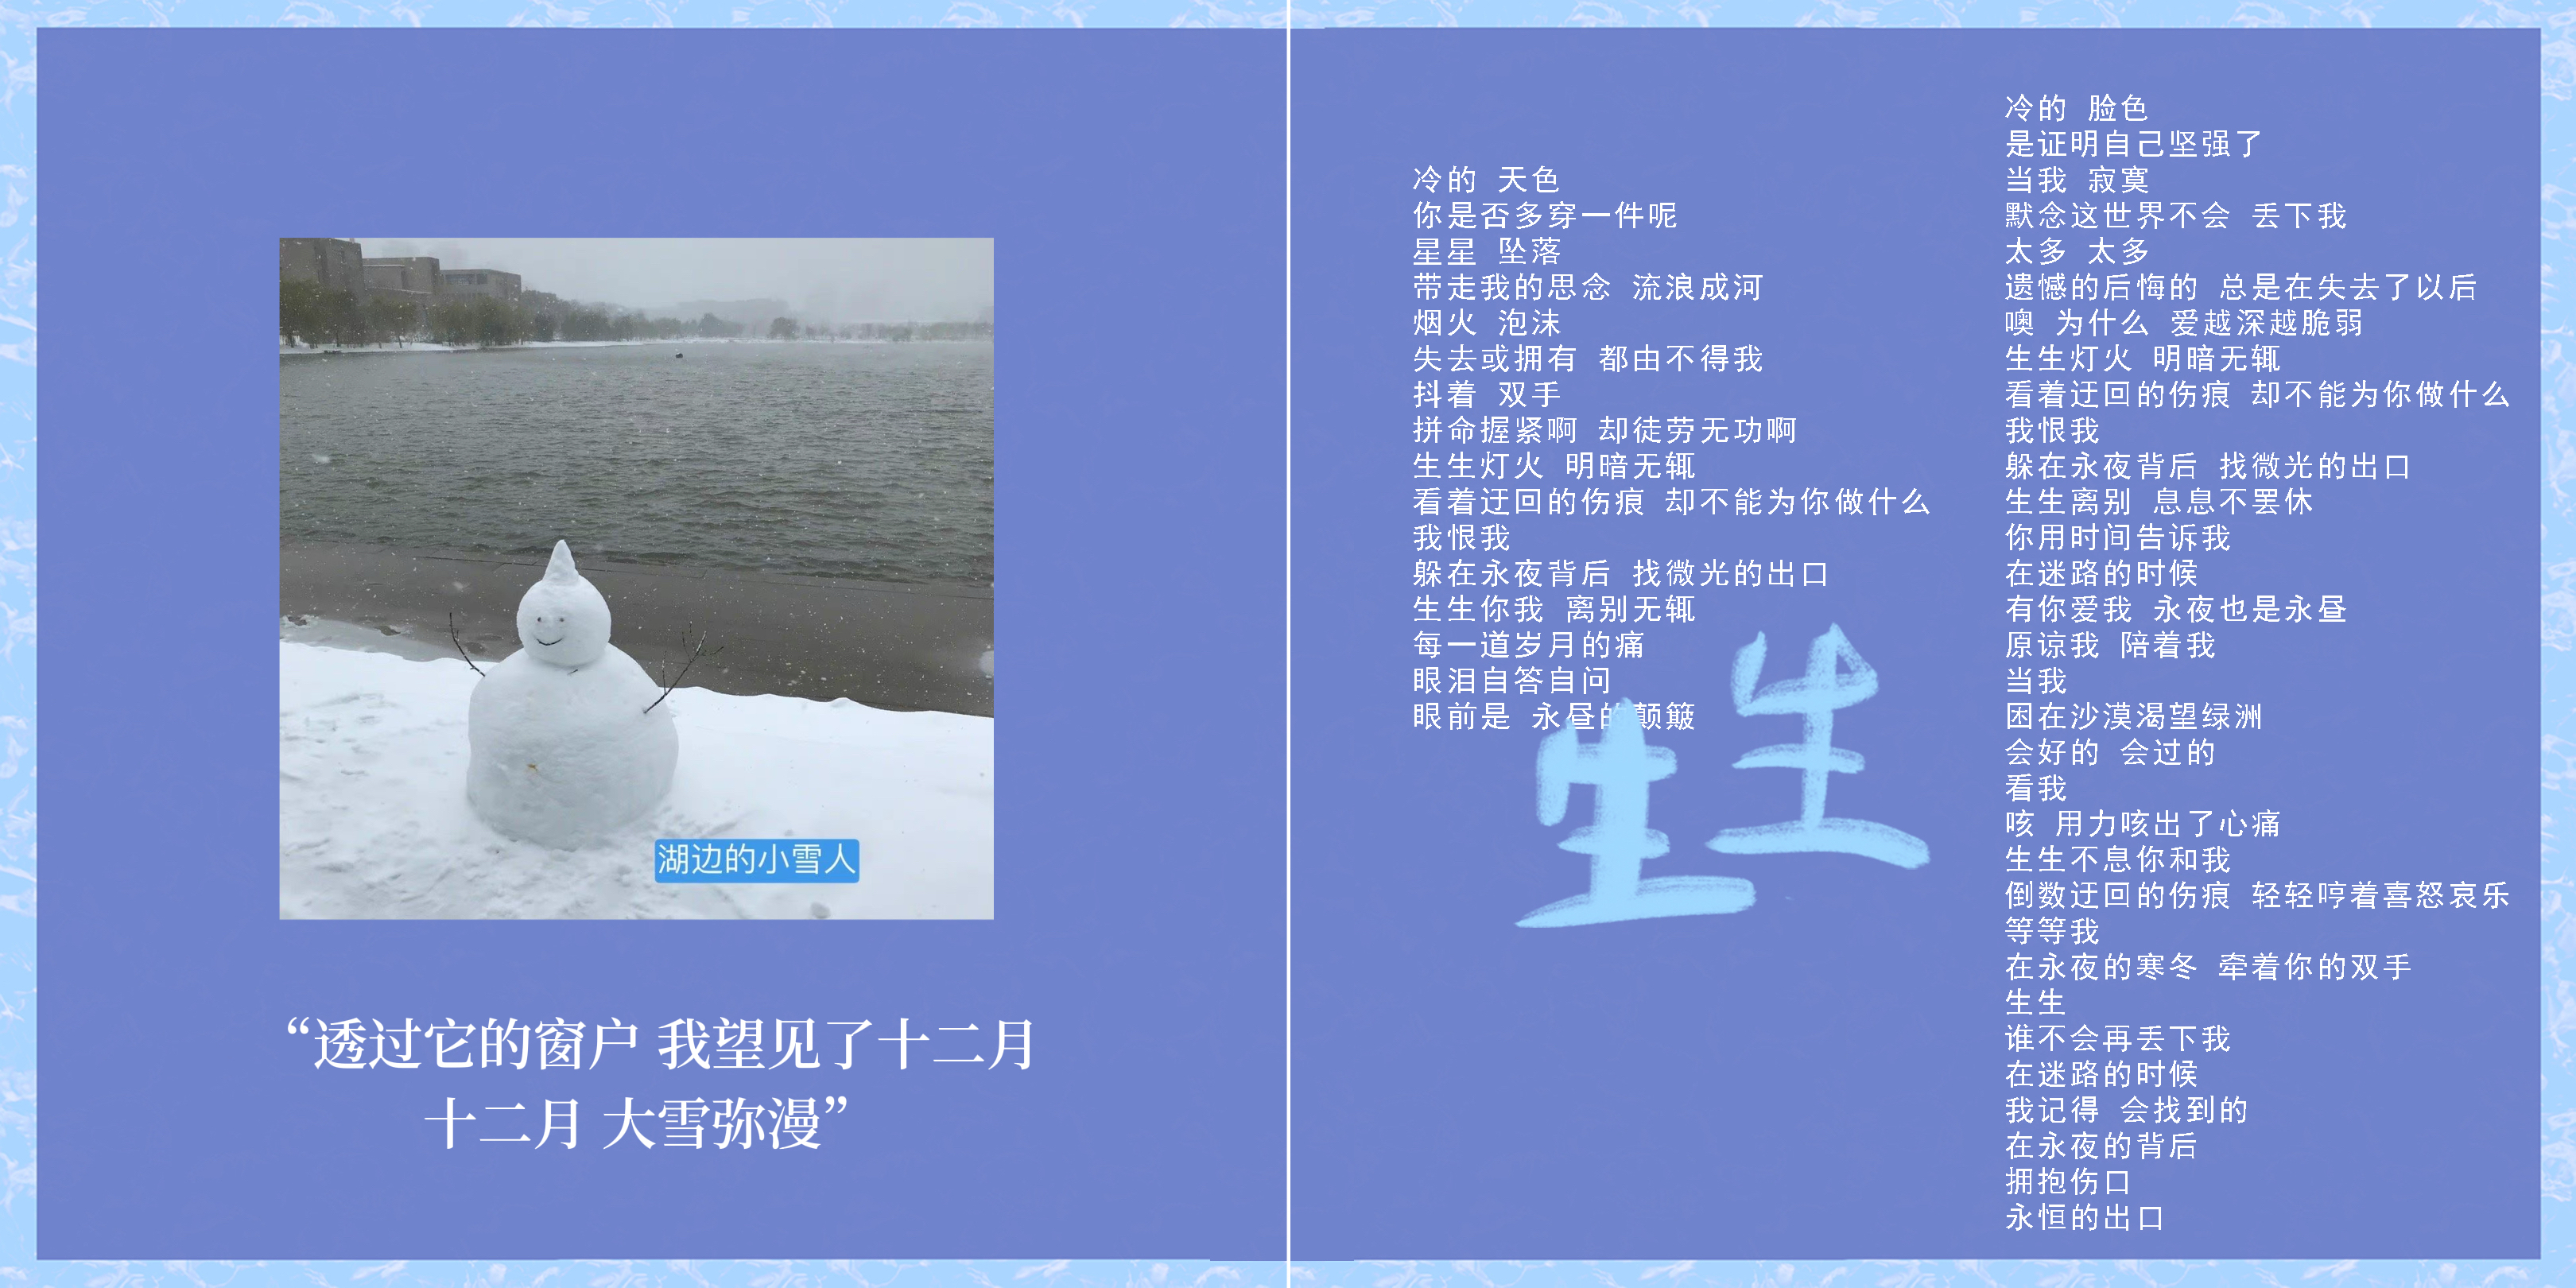 湖边的小雪人
“透过它的窗户 我望见了十二月
十二月 大雪弥漫”
冷的 天色
你是否多穿一件呢
星星 坠落
带走我的思念 流浪成河
烟火 泡沫
失去或拥有 都由不得我
抖着 双手
拼命握紧啊 却徒劳无功啊
生生灯火 明暗无辄
看着迂回的伤痕 却不能为你做什么
我恨我
躲在永夜背后 找微光的出口
生生你我 离别无辄
每一道岁月的痛
眼泪自答自问
眼前是 永昼的颠簸
生生
冷的 脸色
是证明自己坚强了
当我 寂寞
默念这世界不会 丢下我
太多 太多
遗憾的后悔的 总是在失去了以后
噢 为什么 爱越深越脆弱
生生灯火 明暗无辄
看着迂回的伤痕 却不能为你做什么
我恨我
躲在永夜背后 找微光的出口
生生离别 息息不罢休
你用时间告诉我
在迷路的时候
有你爱我 永夜也是永昼
原谅我 陪着我
当我
困在沙漠渴望绿洲
会好的 会过的
看我
咳 用力咳出了心痛
生生不息你和我
倒数迂回的伤痕 轻轻哼着喜怒哀乐
等等我
在永夜的寒冬 牵着你的双手
生生
谁不会再丢下我
在迷路的时候
我记得 会找到的
在永夜的背后
拥抱伤口
永恒的出口